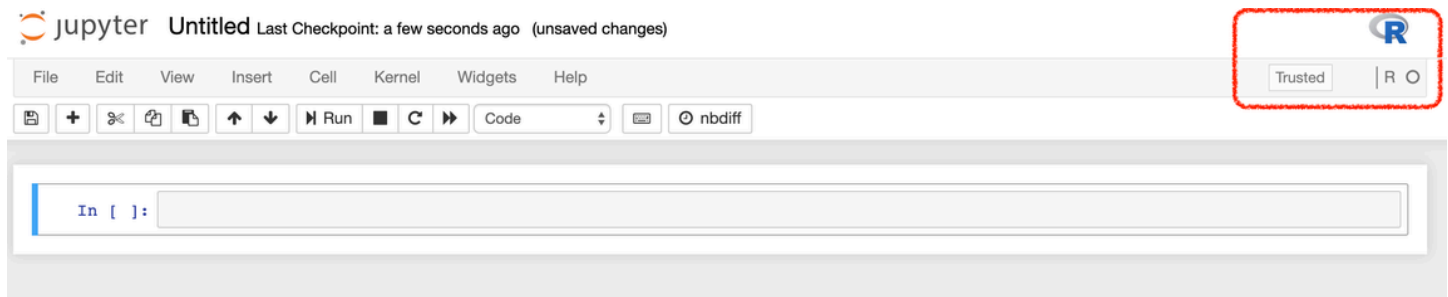 jupyter Untitled Last Checkpoint: a few seconds ago (unsaved changes) R
File Edit View Insert Cell Kernel Widgets Help Trusted R
Run Code nbdiff
In [ ]: